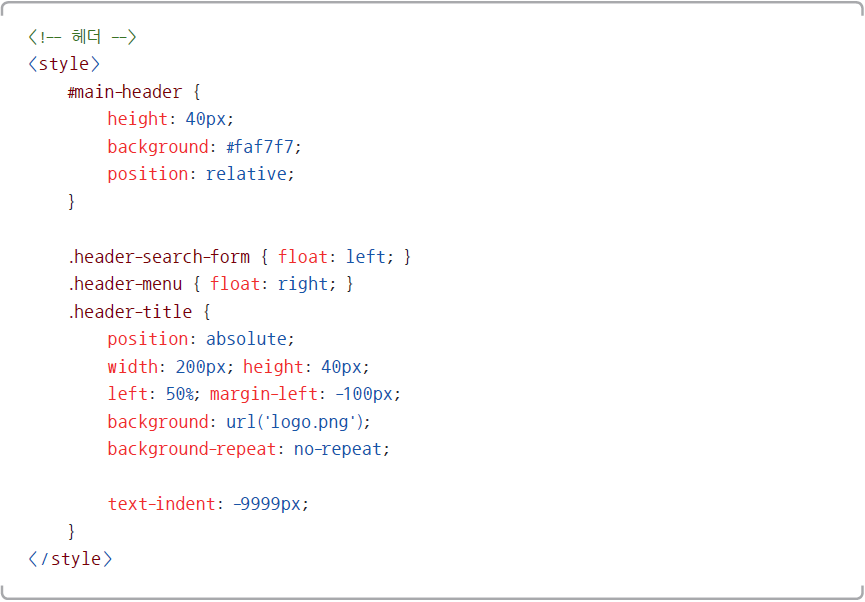 <!-- 헤더 -->
<style>
    #main-header {
        height: 40px;
        background: #faf7f7;
        position: relative;
    }

    .header-search-form { float: left; }
    .header-menu { float: right; }
    .header-title {
        position: absolute;
        width: 200px; height: 40px;
        left: 50%; margin-left: -100px;
        background: url('logo.png');
        background-repeat: no-repeat;

        text-indent: -9999px;
    }
</style>